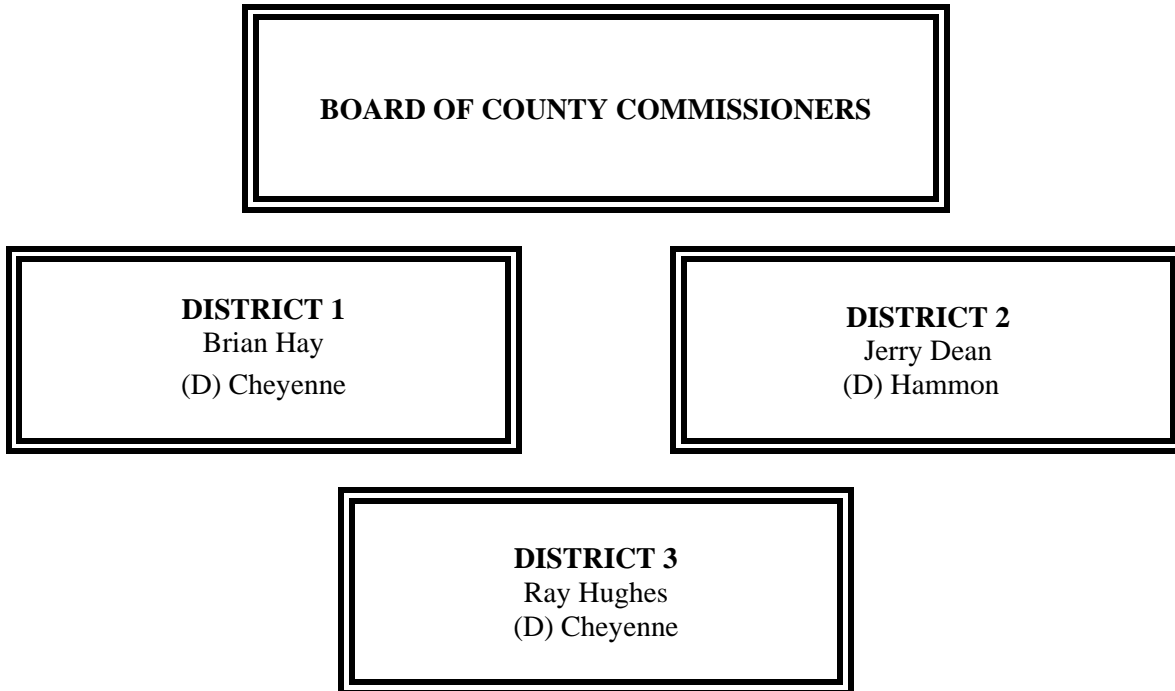 BOARD OF COUNTY COMMISSIONERS
DISTRICT 1
Brian Hay
(D) Cheyenne
DISTRICT 2
Jerry Dean
(D) Hammon
DISTRICT 3
Ray Hughes
(D) Cheyenne